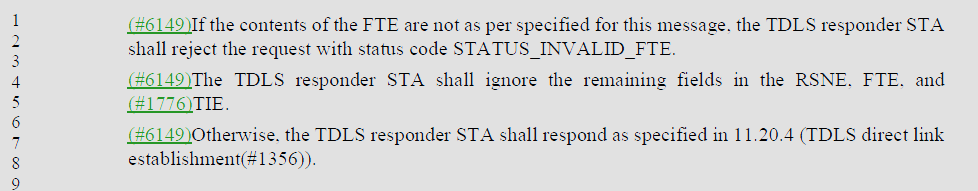 1
2
3
4
5
6
7
8
9
(#6149)If the contents of the FTE are not as per specified for this message, the TDLS responder STA
shall reject the request with status code STATUS_INVALID_FTE.
(#6149)The TDLS responder STA shall ignore the remaining fields in the RSNE, FTE, and
(#1776)TIE.
(#6149)Otherwise, the TDLS responder STA shall respond as specified in 11.20.4 (TDLS direct link
establishment(#1356)).